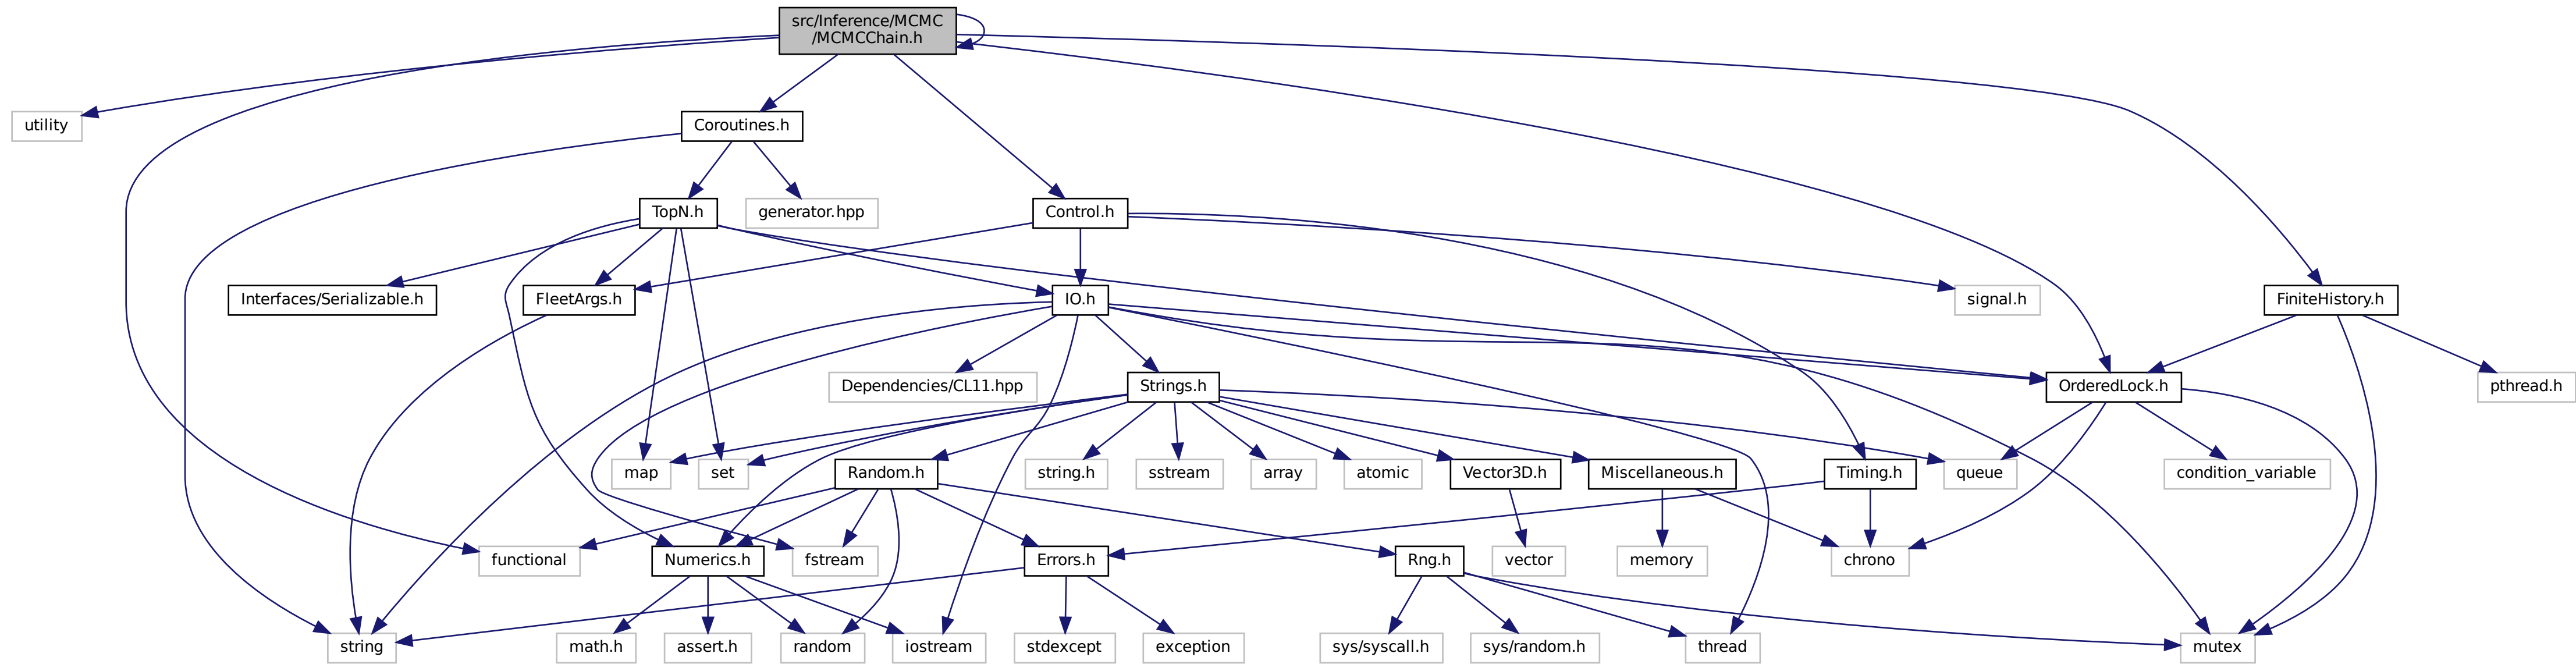 src/Inference/MCMC
/MCMCChain.h
utility
Coroutines.h
TopN.h
generator.hpp
Control.h
Interfaces/Serializable.h
FleetArgs.h
IO.h
signal.h
FiniteHistory.h
Dependencies/CL11.hpp
Strings.h
OrderedLock.h
pthread.h
map
set
Random.h
string.h
sstream
array
atomic
Vector3D.h
Miscellaneous.h
Timing.h
queue
condition_variable
functional
Numerics.h
fstream
Errors.h
Rng.h
vector
memory
chrono
string
math.h
assert.h
random
iostream
stdexcept
exception
sys/syscall.h
sys/random.h
thread
mutex